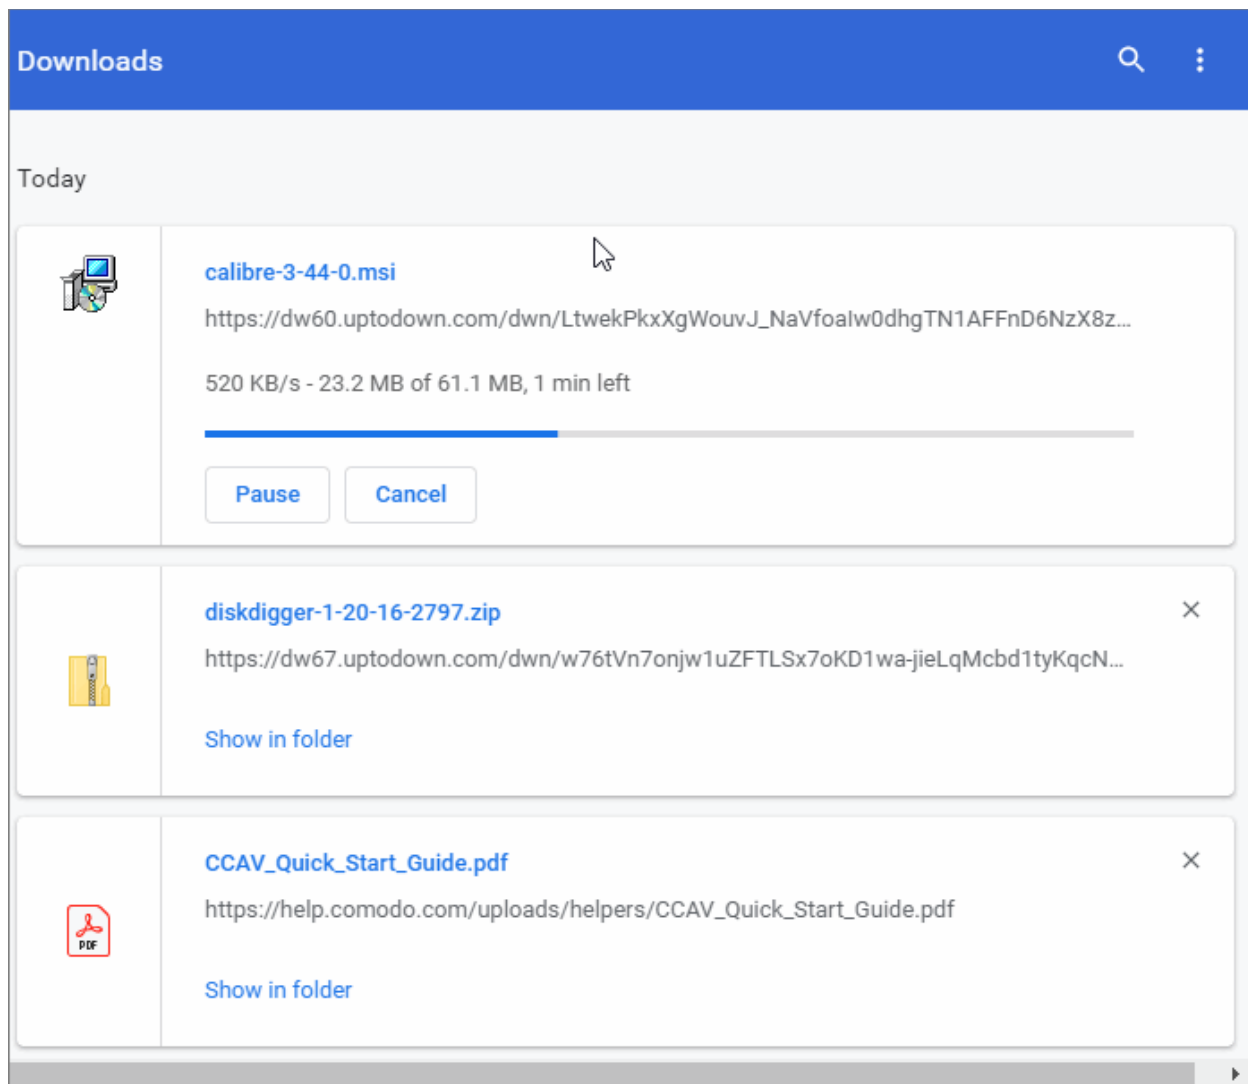 Downloads
Today
calibre-3-44-0.msi
https://dw60.uptodown.com/dwn/LtwekPkxXgWouvJ_NaVfoaIw0dhgTN1AFFnD6NzX8z...
520 KB/s - 23.2 MB of 61.1 MB, 1 min left
Pause Cancel
diskdigger-1-20-16-2797.zip
https://dw67.uptodown.com/dwn/w76tVn7onjw1uZFTLSx7oKD1wa-jieLqMcbd1tyKqcN...
Show in folder
CCAV_Quick_Start_Guide.pdf
https://help.comodo.com/uploads/helpers/CCAV_Quick_Start_Guide.pdf
PDF
Show in folder